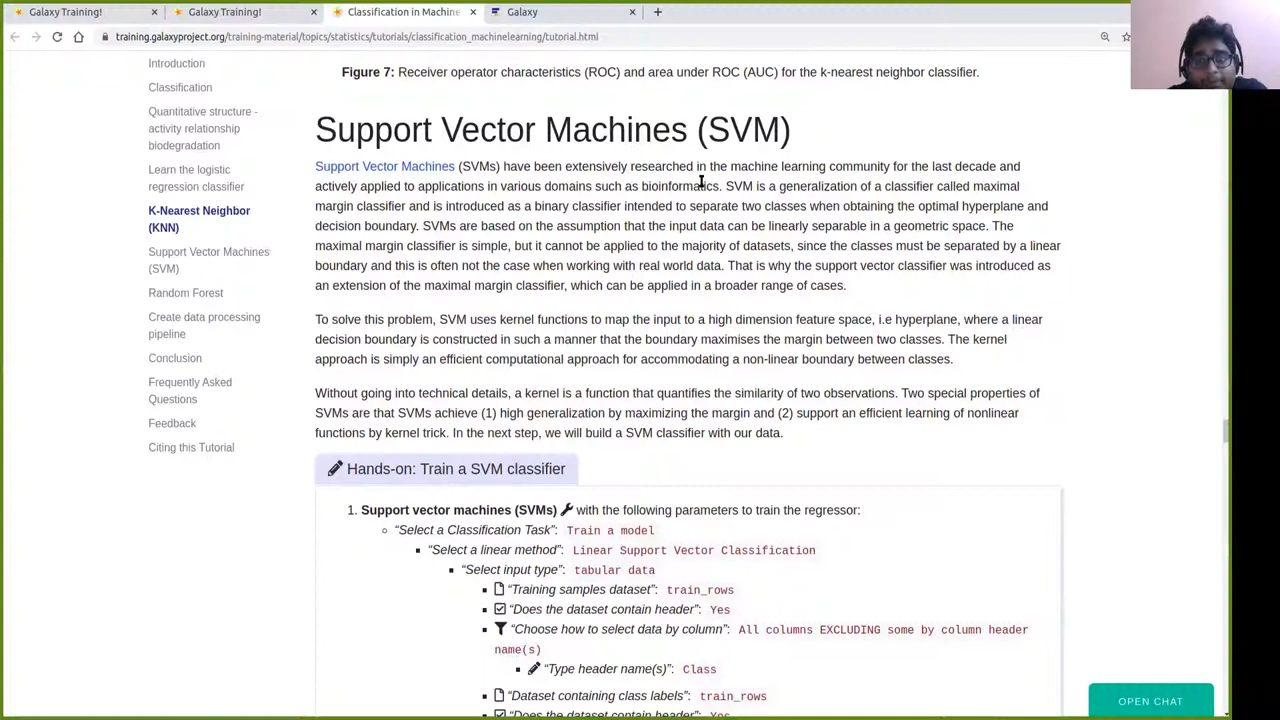 Galaxy Training!
Galaxy Training!
Classification in Machine
Galaxy
training.galaxyproject.org/training-material/topics/statistics/tutorials/classification_machinelearning/tutorial.html
Introduction
Classification
Quantitative structure -
activity relationship
biodegradation
Learn the logistic
regression classifier
K-Nearest Neighbor
(KNN)
Support Vector Machines
(SVM)
Random Forest
Create data processing
pipeline
Conclusion
Frequently Asked
Questions
Feedback
Citing this Tutorial
Figure 7: Receiver operator characteristics (ROC) and area under ROC (AUC) for the k-nearest neighbor classifier.
Support Vector Machines (SVM)
Support Vector Machines (SVMs) have been extensively researched in the machine learning community for the last decade and
actively applied to applications in various domains such as bioinformatics. SVM is a generalization of a classifier called maximal
margin classifier and is introduced as a binary classifier intended to separate two classes when obtaining the optimal hyperplane and
decision boundary. SVMs are based on the assumption that the input data can be linearly separable in a geometric space. The
maximal margin classifier is simple, but it cannot be applied to the majority of datasets, since the classes must be separated by a linear
boundary and this is often not the case when working with real world data. That is why the support vector classifier was introduced as
an extension of the maximal margin classifier, which can be applied in a broader range of cases.
To solve this problem, SVM uses kernel functions to map the input to a high dimension feature space, i.e hyperplane, where a linear
decision boundary is constructed in such a manner that the boundary maximises the margin between two classes. The kernel
approach is simply an efficient computational approach for accommodating a non-linear boundary between classes.
Without going into technical details, a kernel is a function that quantifies the similarity of two observations. Two special properties of
SVMs are that SVMs achieve (1) high generalization by maximizing the margin and (2) support an efficient learning of nonlinear
functions by kernel trick. In the next step, we will build a SVM classifier with our data.
Hands-on: Train a SVM classifier
1. Support vector machines (SVMs) with the following parameters to train the regressor:
“Select a Classification Task”: Train a model
“Select a linear method”: Linear Support Vector Classification
“Select input type”: tabular data
“Training samples dataset”: train_rows
“Does the dataset contain header”: Yes
“Choose how to select data by column”: All columns EXCLUDING some by column header
name(s)
“Type header name(s)”: Class
“Dataset containing class labels”: train_rows
“Does the dataset contain header”: Yes
OPEN CHAT